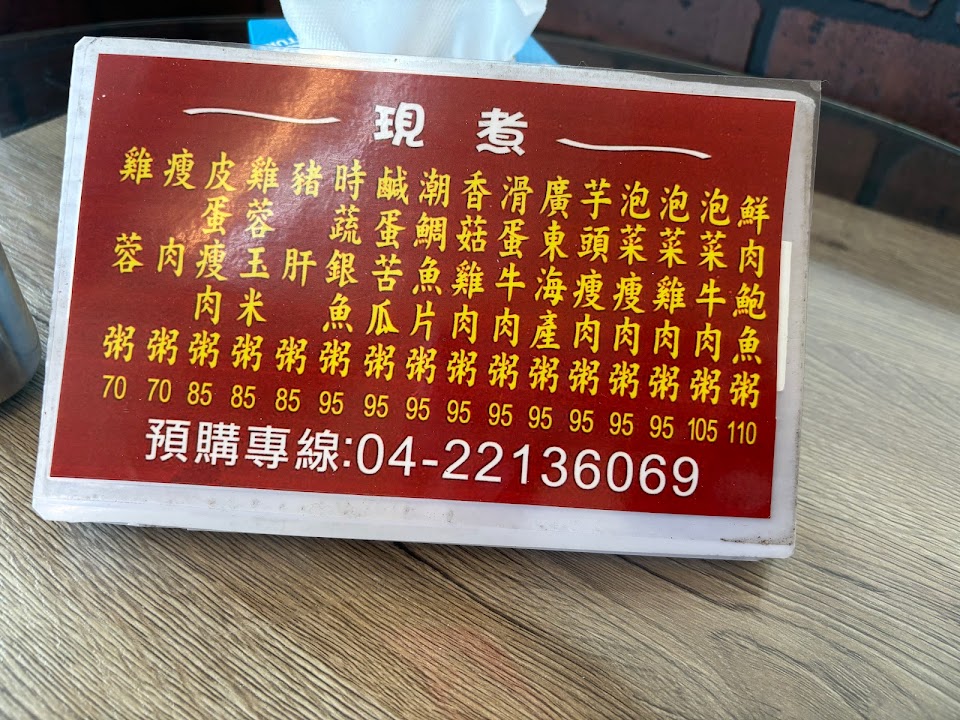 現煮
雞蓉粥 70
瘦肉粥 70
皮蛋瘦肉粥 85
雞蓉玉米粥 85
豬肝粥 85
時蔬銀魚粥 95
鹹蛋苦瓜粥 95
潮鯛魚片粥 95
香菇雞肉粥 95
滑蛋牛肉粥 95
廣東海產粥 95
芋頭瘦肉粥 95
泡菜瘦肉粥 95
泡菜雞肉粥 95
泡菜牛肉粥 105
鮮肉鮑魚粥 110
預購專線:04-22136069